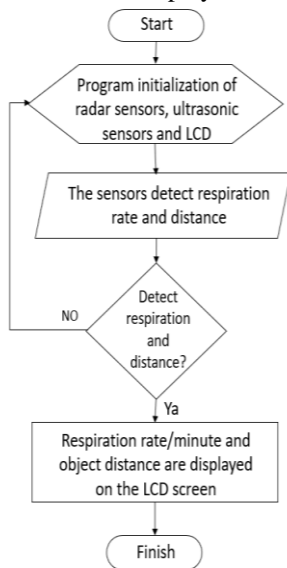 Start
Program initialization of
radar sensors, ultrasonic
sensors and LCD
The sensors detect respiration
rate and distance
Detect
respiration
and
distance?
NO
Ya
Respiration rate/minute and
object distance are displayed
on the LCD screen
Finish